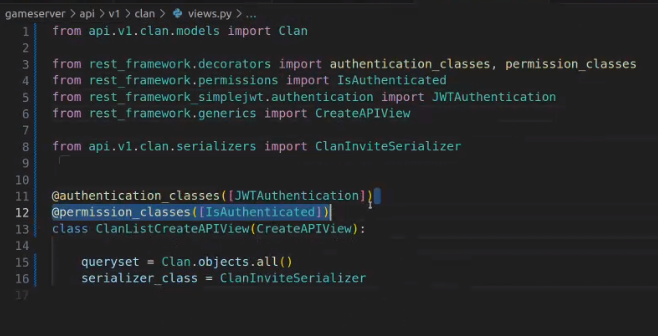 gameserver > api > v1 > clan > views.py > ...
1 from api.v1.clan.models import Clan
2
3 from rest_framework.decorators import authentication_classes, permission_classes
4 from rest_framework.permissions import IsAuthenticated
5 from rest_framework_simplejwt.authentication import JWTAuthentication
6 from rest_framework.generics import CreateAPIView
7
8 from api.v1.clan.serializers import ClanInviteSerializer
9
10
11 @authentication_classes([JWTAuthentication])
12 @permission_classes([IsAuthenticated])
13 class ClanListCreateAPIView(CreateAPIView):
14
15     queryset = Clan.objects.all()
16     serializer_class = ClanInviteSerializer
17